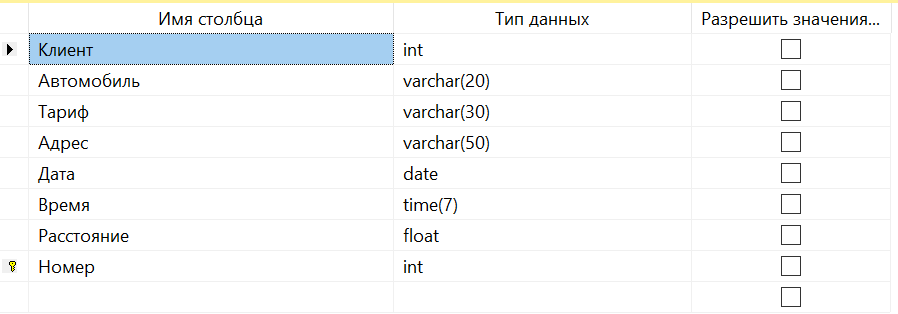 Имя столбца Тип данных Разрешить значения...
Клиент int
Автомобиль varchar(20)
Тариф varchar(30)
Адрес varchar(50)
Дата date
Время time(7)
Расстояние float
Номер int